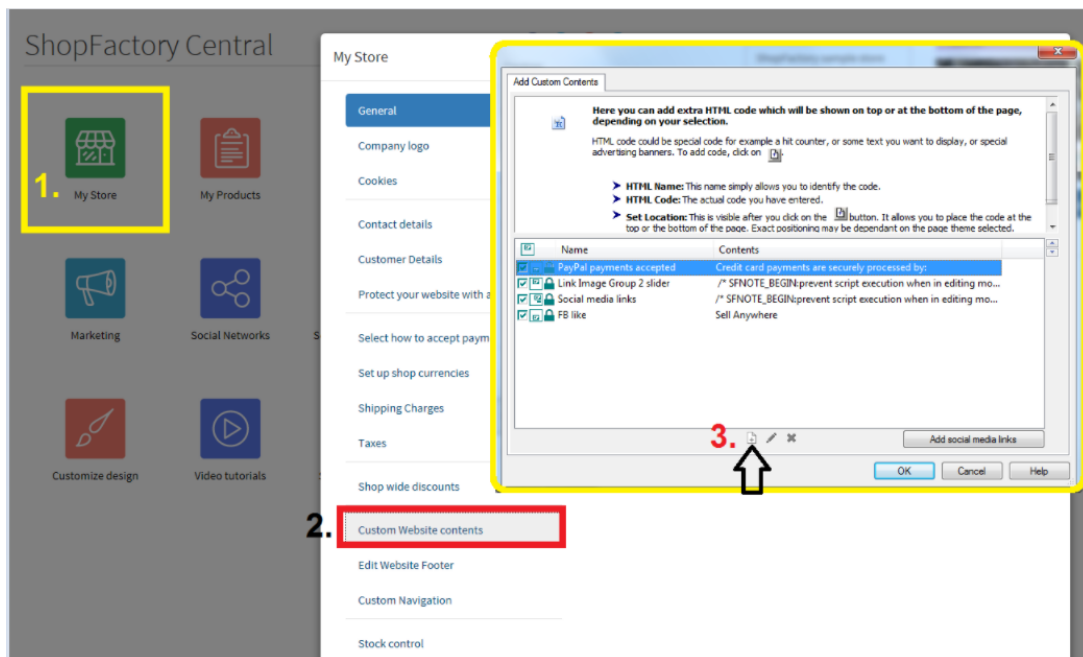 ShopFactory Central
1.
My Store
My Products
Marketing
Social Networks
Customize design
Video tutorials
My Store
General
Company logo
Cookies
Contact details
Customer Details
Protect your website with a
Select how to accept paym
Set up shop currencies
Shipping Charges
Taxes
Shop wide discounts
2.
Custom Website contents
Edit Website Footer
Custom Navigation
Stock control
Add Custom Contents
Here you can add extra HTML code which will be shown on top or at the bottom of the page,
depending on your selection.
HTML code could be special code for example a hit counter, or some text you want to display, or special
advertising banners. To add code, click on
HTML Name: This name simply allows you to identify the code.
HTML Code: The actual code you have entered.
Set Location: This is visible after you click on the button. It allows you to place the code at the
top or the bottom of the page. Exact positioning may be dependant on the page theme selected.
Name Contents
PayPal payments accepted Credit card payments are securely processed by:
Link Image Group 2 slider /* SFNOTE_BEGIN:prevent script execution when in editing mo...
Social media links /* SFNOTE_BEGIN:prevent script execution when in editing mo...
FB like Sell Anywhere
3.
Add social media links
OK Cancel Help